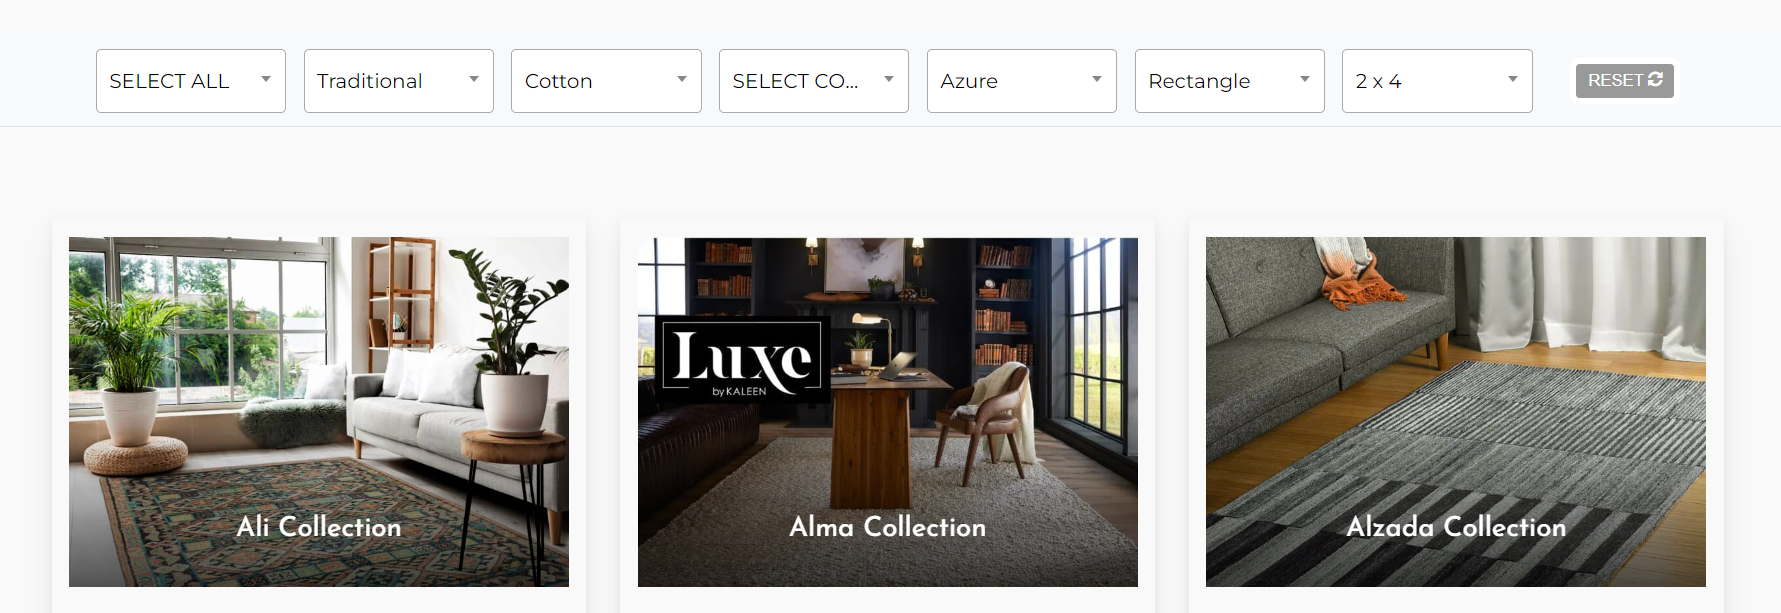 SELECT ALL
Traditional
Cotton
SELECT CO...
Azure
Rectangle
2 x 4
RESET
Luxe
by KALEEN
Ali Collection
Alma Collection
Alzada Collection